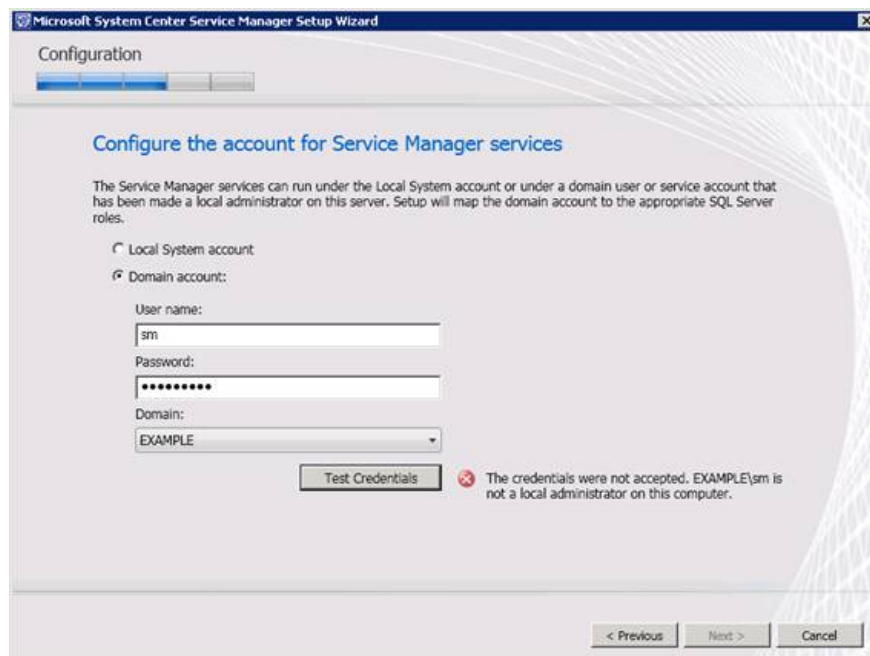 Microsoft System Center Service Manager Setup Wizard
Configuration
Configure the account for Service Manager services
The Service Manager services can run under the Local System account or under a domain user or service account that
has been made a local administrator on this server. Setup will map the domain account to the appropriate SQL Server
roles.
Local System account
Domain account:
User name:
sm
Password:
•••••••••
Domain:
EXAMPLE
Test Credentials
The credentials were not accepted. EXAMPLE\sm is
not a local administrator on this computer.
< Previous
Next >
Cancel